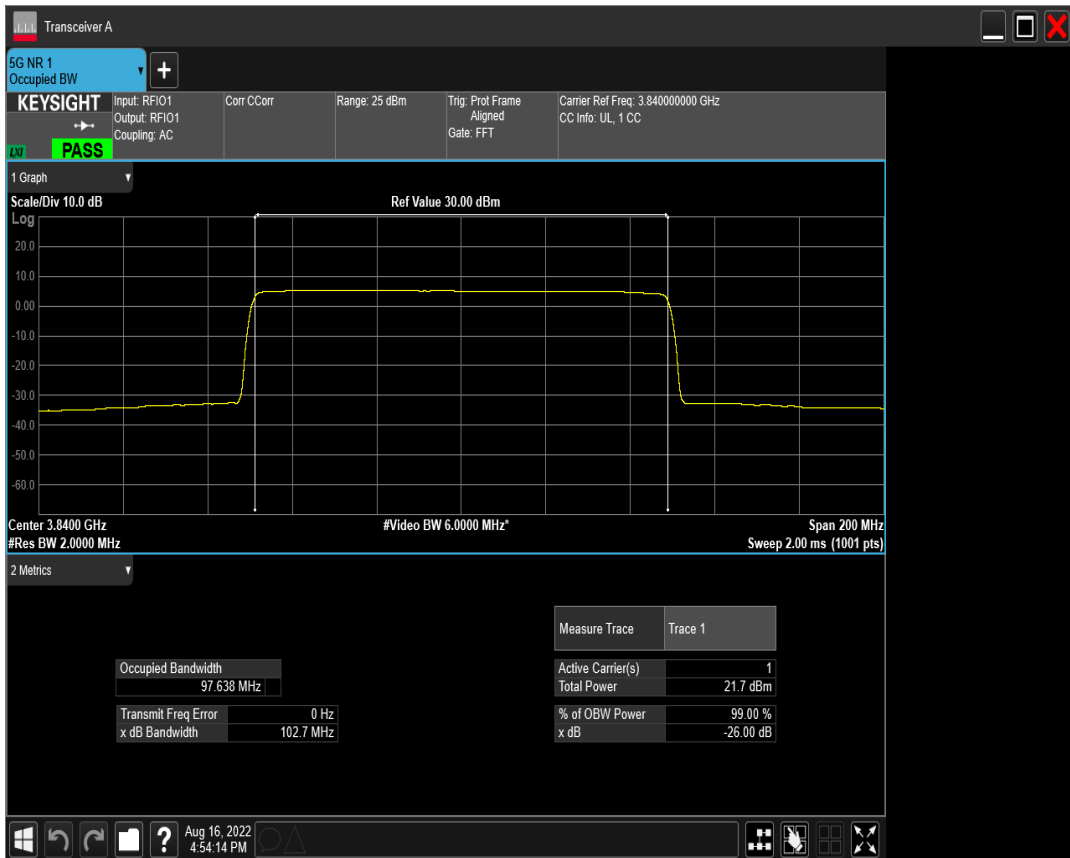 Transceiver A
5G NR 1
Occupied BW
KEYSIGHT
LXI
PASS
Input: RFIO1
Output: RFIO1
Coupling: AC
Corr CCorr
Range: 25 dBm
Trig: Prot Frame
Aligned
Gate: FFT
Carrier Ref Freq: 3.840000000 GHz
CC Info: UL, 1 CC
1 Graph
Scale/Div 10.0 dB
Ref Value 30.00 dBm
Log
20.0
10.0
0.00
-10.0
-20.0
-30.0
-40.0
-50.0
-60.0
Center 3.8400 GHz
#Video BW 6.0000 MHz*
Span 200 MHz
#Res BW 2.0000 MHz
Sweep 2.00 ms (1001 pts)
2 Metrics
Measure Trace Trace 1
Occupied Bandwidth
97.638 MHz
Active Carrier(s) 1
Total Power 21.7 dBm
Transmit Freq Error 0 Hz
x dB Bandwidth 102.7 MHz
% of OBW Power 99.00 %
x dB -26.00 dB
?
Aug 16, 2022
4:54:14 PM